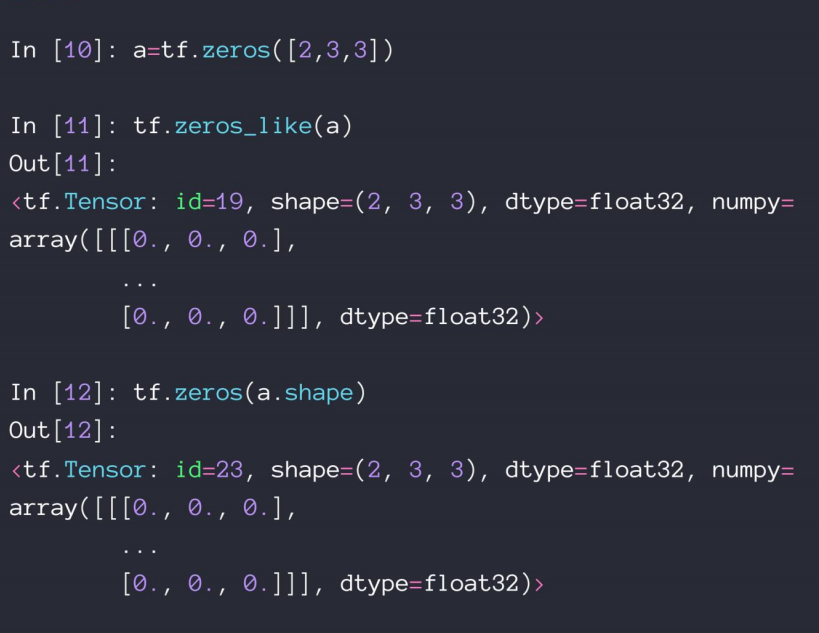 In [10]: a=tf.zeros([2,3,3])
In [11]: tf.zeros_like(a)
Out[11]:
<tf.Tensor: id=19, shape=(2, 3, 3), dtype=float32, numpy=
array([[[0., 0., 0.],
...
[0., 0., 0.]]], dtype=float32)>
In [12]: tf.zeros(a.shape)
Out[12]:
<tf.Tensor: id=23, shape=(2, 3, 3), dtype=float32, numpy=
array([[[0., 0., 0.],
...
[0., 0., 0.]]], dtype=float32)>